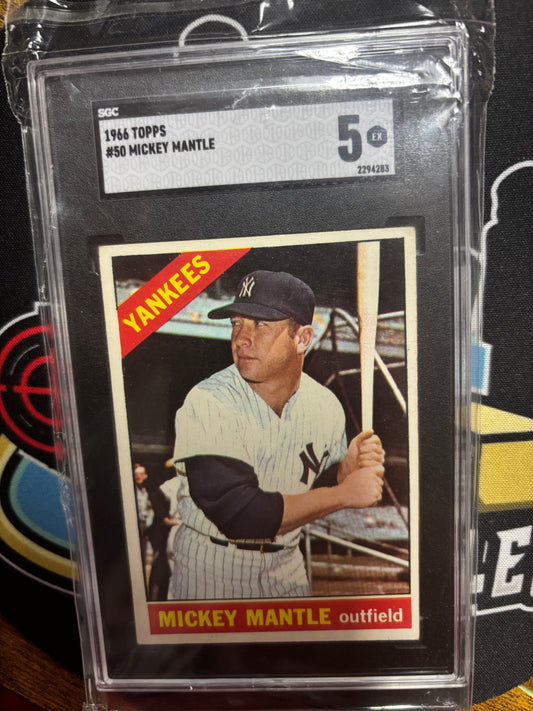 SGC
1966 TOPPS
#50 MICKEY MANTLE
5 EX
2294283
YANKEES
NY
NY
MICKEY MANTLE outfield